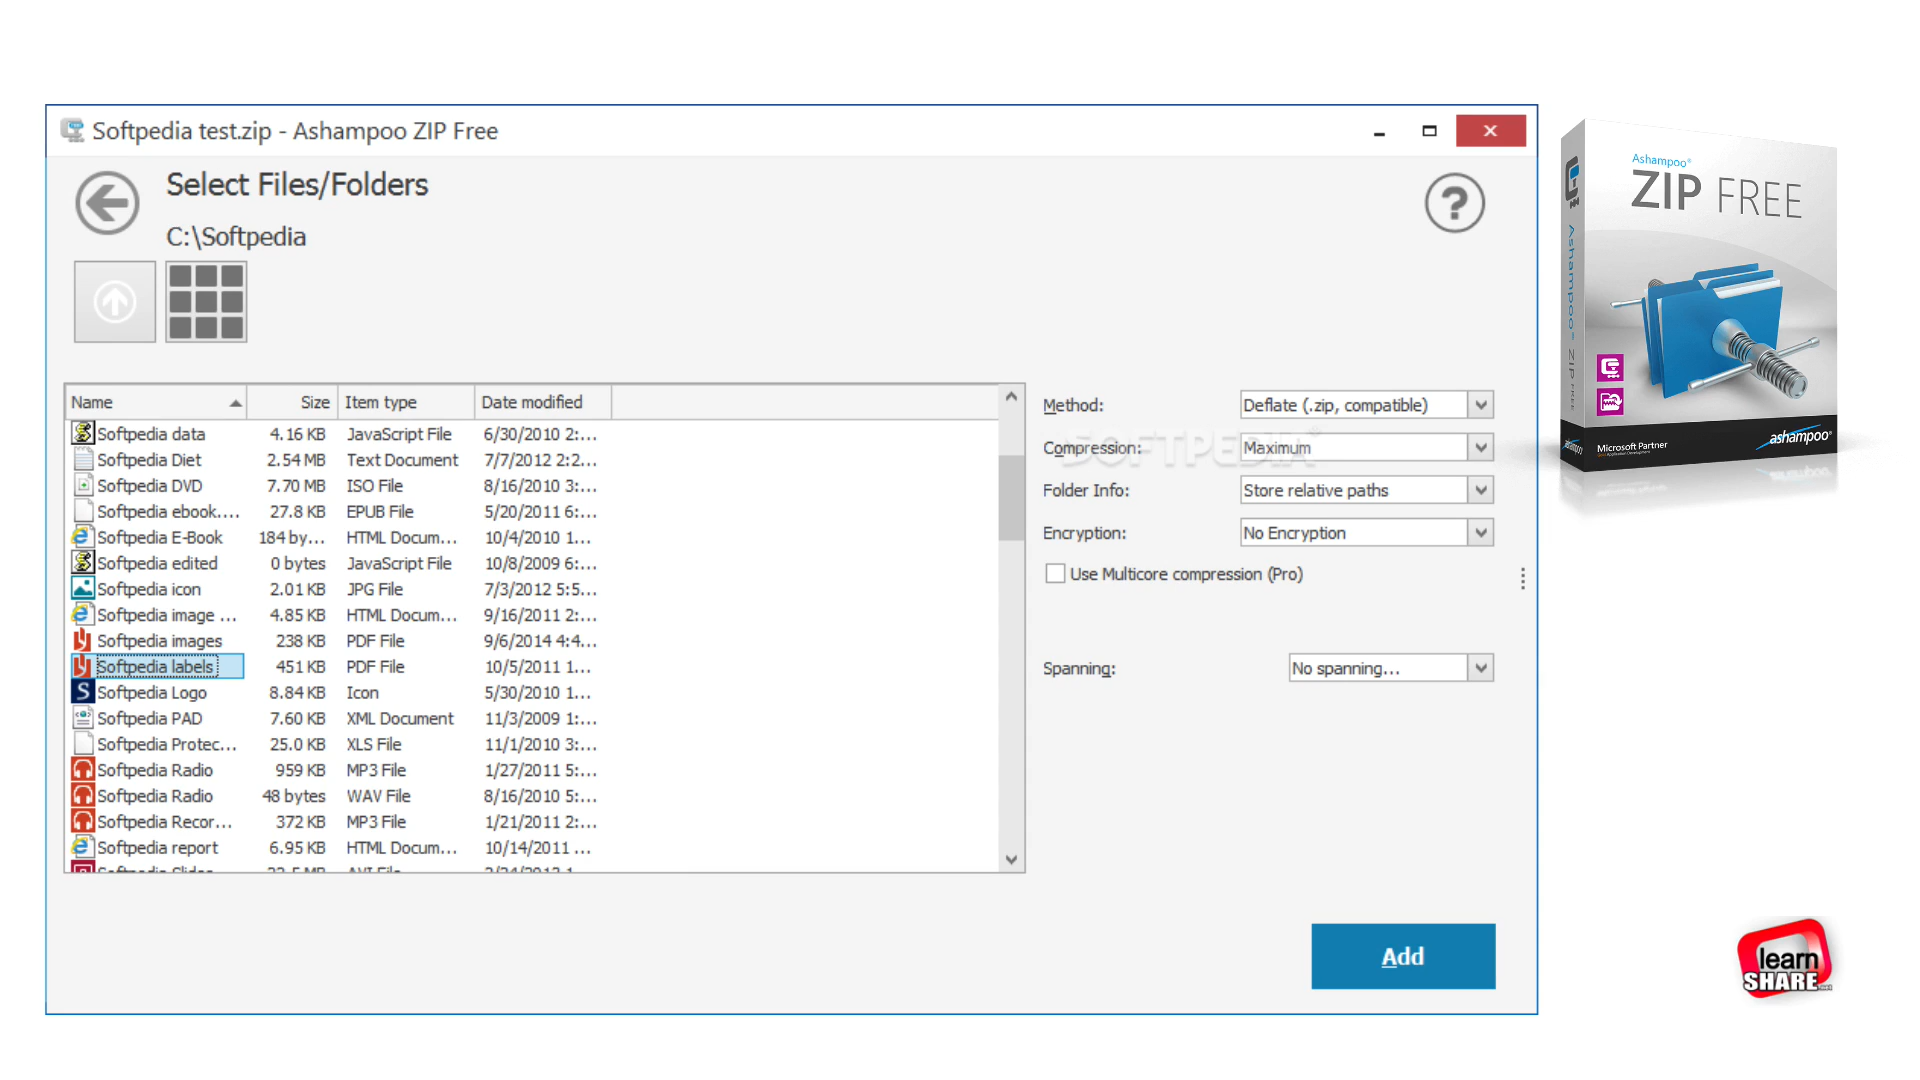 Softpedia test.zip - Ashampoo ZIP Free
Select Files/Folders
C:\Softpedia
Name Size Item type Date modified
Softpedia data 4.16 KB JavaScript File 6/30/2010 2:...
Softpedia Diet 2.54 MB Text Document 7/7/2012 2:2...
Softpedia DVD 7.70 MB ISO File 8/16/2010 3:...
Softpedia ebook.... 27.8 KB EPUB File 5/20/2011 6:...
Softpedia E-Book 184 by... HTML Docum... 10/4/2010 1...
Softpedia edited 0 bytes JavaScript File 10/8/2009 6:...
Softpedia icon 2.01 KB JPG File 7/3/2012 5:5...
Softpedia image ... 4.85 KB HTML Docum... 9/16/2011 2:...
Softpedia images 238 KB PDF File 9/6/2014 4:4...
Softpedia labels 451 KB PDF File 10/5/2011 1...
Softpedia Logo 8.84 KB Icon 5/30/2010 1...
Softpedia PAD 7.60 KB XML Document 11/3/2009 1:...
Softpedia Protec... 25.0 KB XLS File 11/1/2010 3:...
Softpedia Radio 959 KB MP3 File 1/27/2011 5:...
Softpedia Radio 48 bytes WAV File 8/16/2010 5:...
Softpedia Recor... 372 KB MP3 File 1/21/2011 2:...
Softpedia report 6.95 KB HTML Docum... 10/14/2011 ...
Method: Deflate (.zip, compatible)
SOFTPEDIA®
Compression: Maximum
Folder Info: Store relative paths
Encryption: No Encryption
Use Multicore compression (Pro)
Spanning: No spanning...
Add
Ashampoo®
ZIP FREE
Ashampoo® ZIP FREE
Microsoft Partner
ashampoo®
learn
SHARE